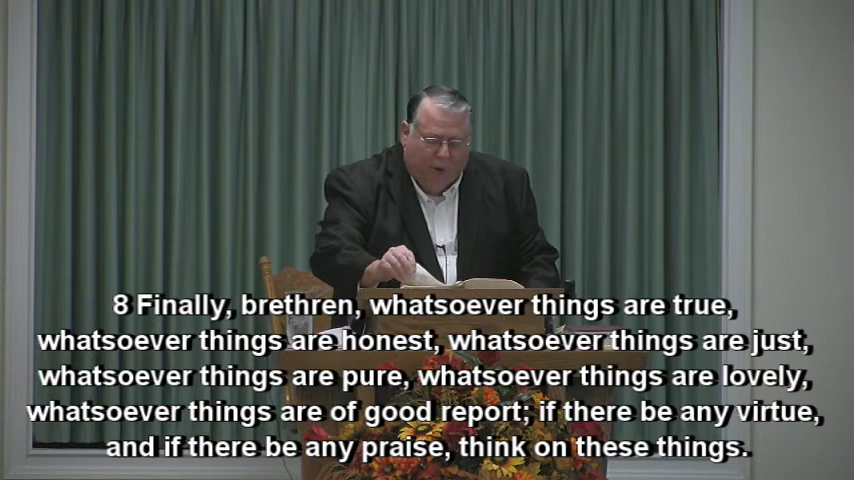 8 Finally, brethren, whatsoever things are true,
whatsoever things are honest, whatsoever things are just,
whatsoever things are pure, whatsoever things are lovely,
whatsoever things are of good report; if there be any virtue,
and if there be any praise, think on these things.